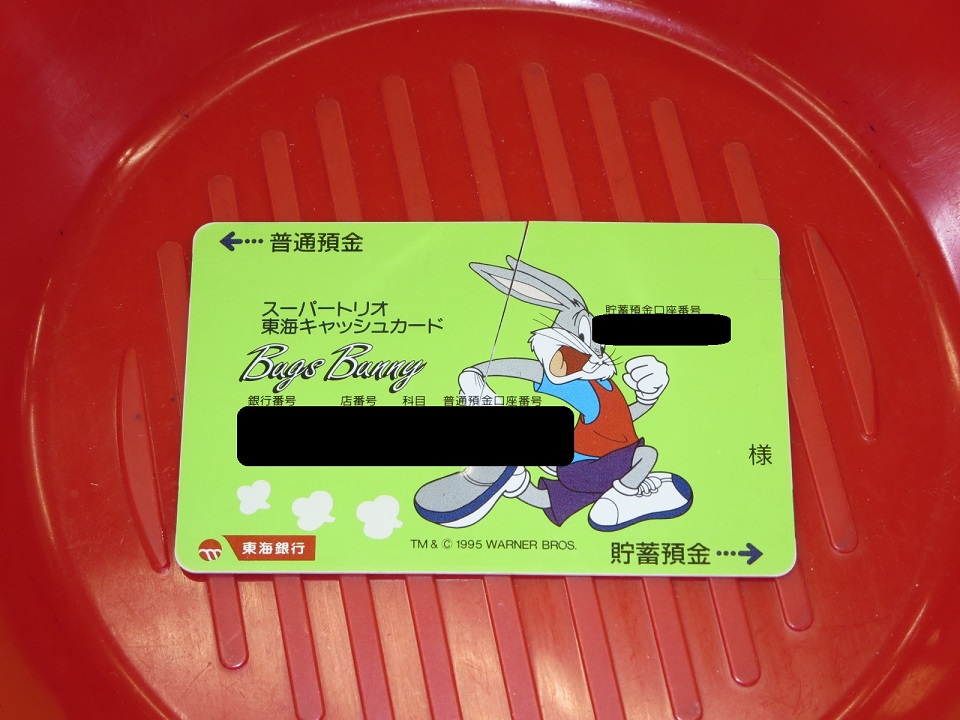 ←••• 普通預金
スーパートリオ
東海キャッシュカード
Bugs Bunny
貯蓄預金口座番号
銀行番号 店番号 科目 普通預金口座番号
様
東海銀行
TM & © 1995 WARNER BROS.
貯蓄預金 •••→